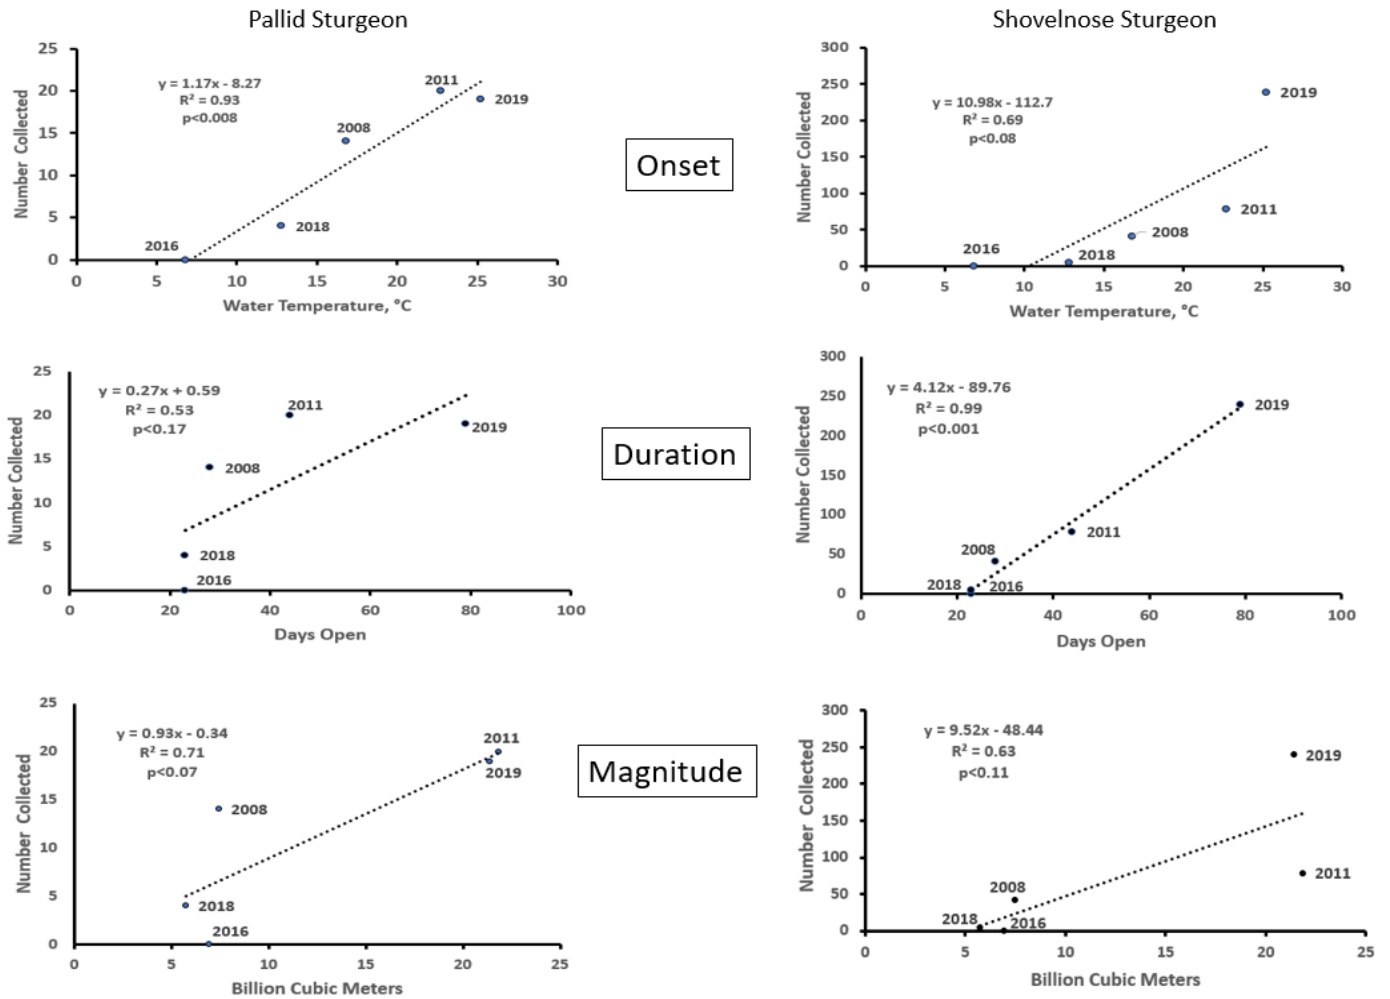 Pallid Sturgeon
Shovelnose Sturgeon
Number Collected
25
20
15
10
5
0
y = 1.17x - 8.27
R² = 0.93
p<0.008
2016
2018
2008
2011
2019
0 5 10 15 20 25 30
Water Temperature, °C
Onset
Number Collected
300
250
200
150
100
50
0
y = 10.98x - 112.7
R² = 0.69
p<0.08
2016
2018
2008
2011
2019
0 5 10 15 20 25 30
Water Temperature, °C
Number Collected
25
20
15
10
5
0
y = 0.27x + 0.59
R² = 0.53
p<0.17
2011
2019
2008
2018
2016
0 20 40 60 80 100
Days Open
Duration
Number Collected
300
250
200
150
100
50
0
y = 4.12x - 89.76
R² = 0.99
p<0.001
2019
2011
2008
2018 2016
0 20 40 60 80 100
Days Open
Number Collected
25
20
15
10
5
0
y = 0.93x - 0.34
R² = 0.71
p<0.07
2011
2019
2008
2018
2016
0 5 10 15 20 25
Billion Cubic Meters
Magnitude
Number Collected
300
250
200
150
100
50
0
y = 9.52x - 48.44
R² = 0.63
p<0.11
2019
2011
2008
2018 2016
0 5 10 15 20 25
Billion Cubic Meters